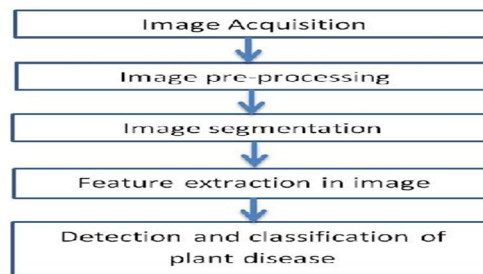 Image Acquisition
Image pre-processing
Image segmentation
Feature extraction in image
Detection and classification of
plant disease